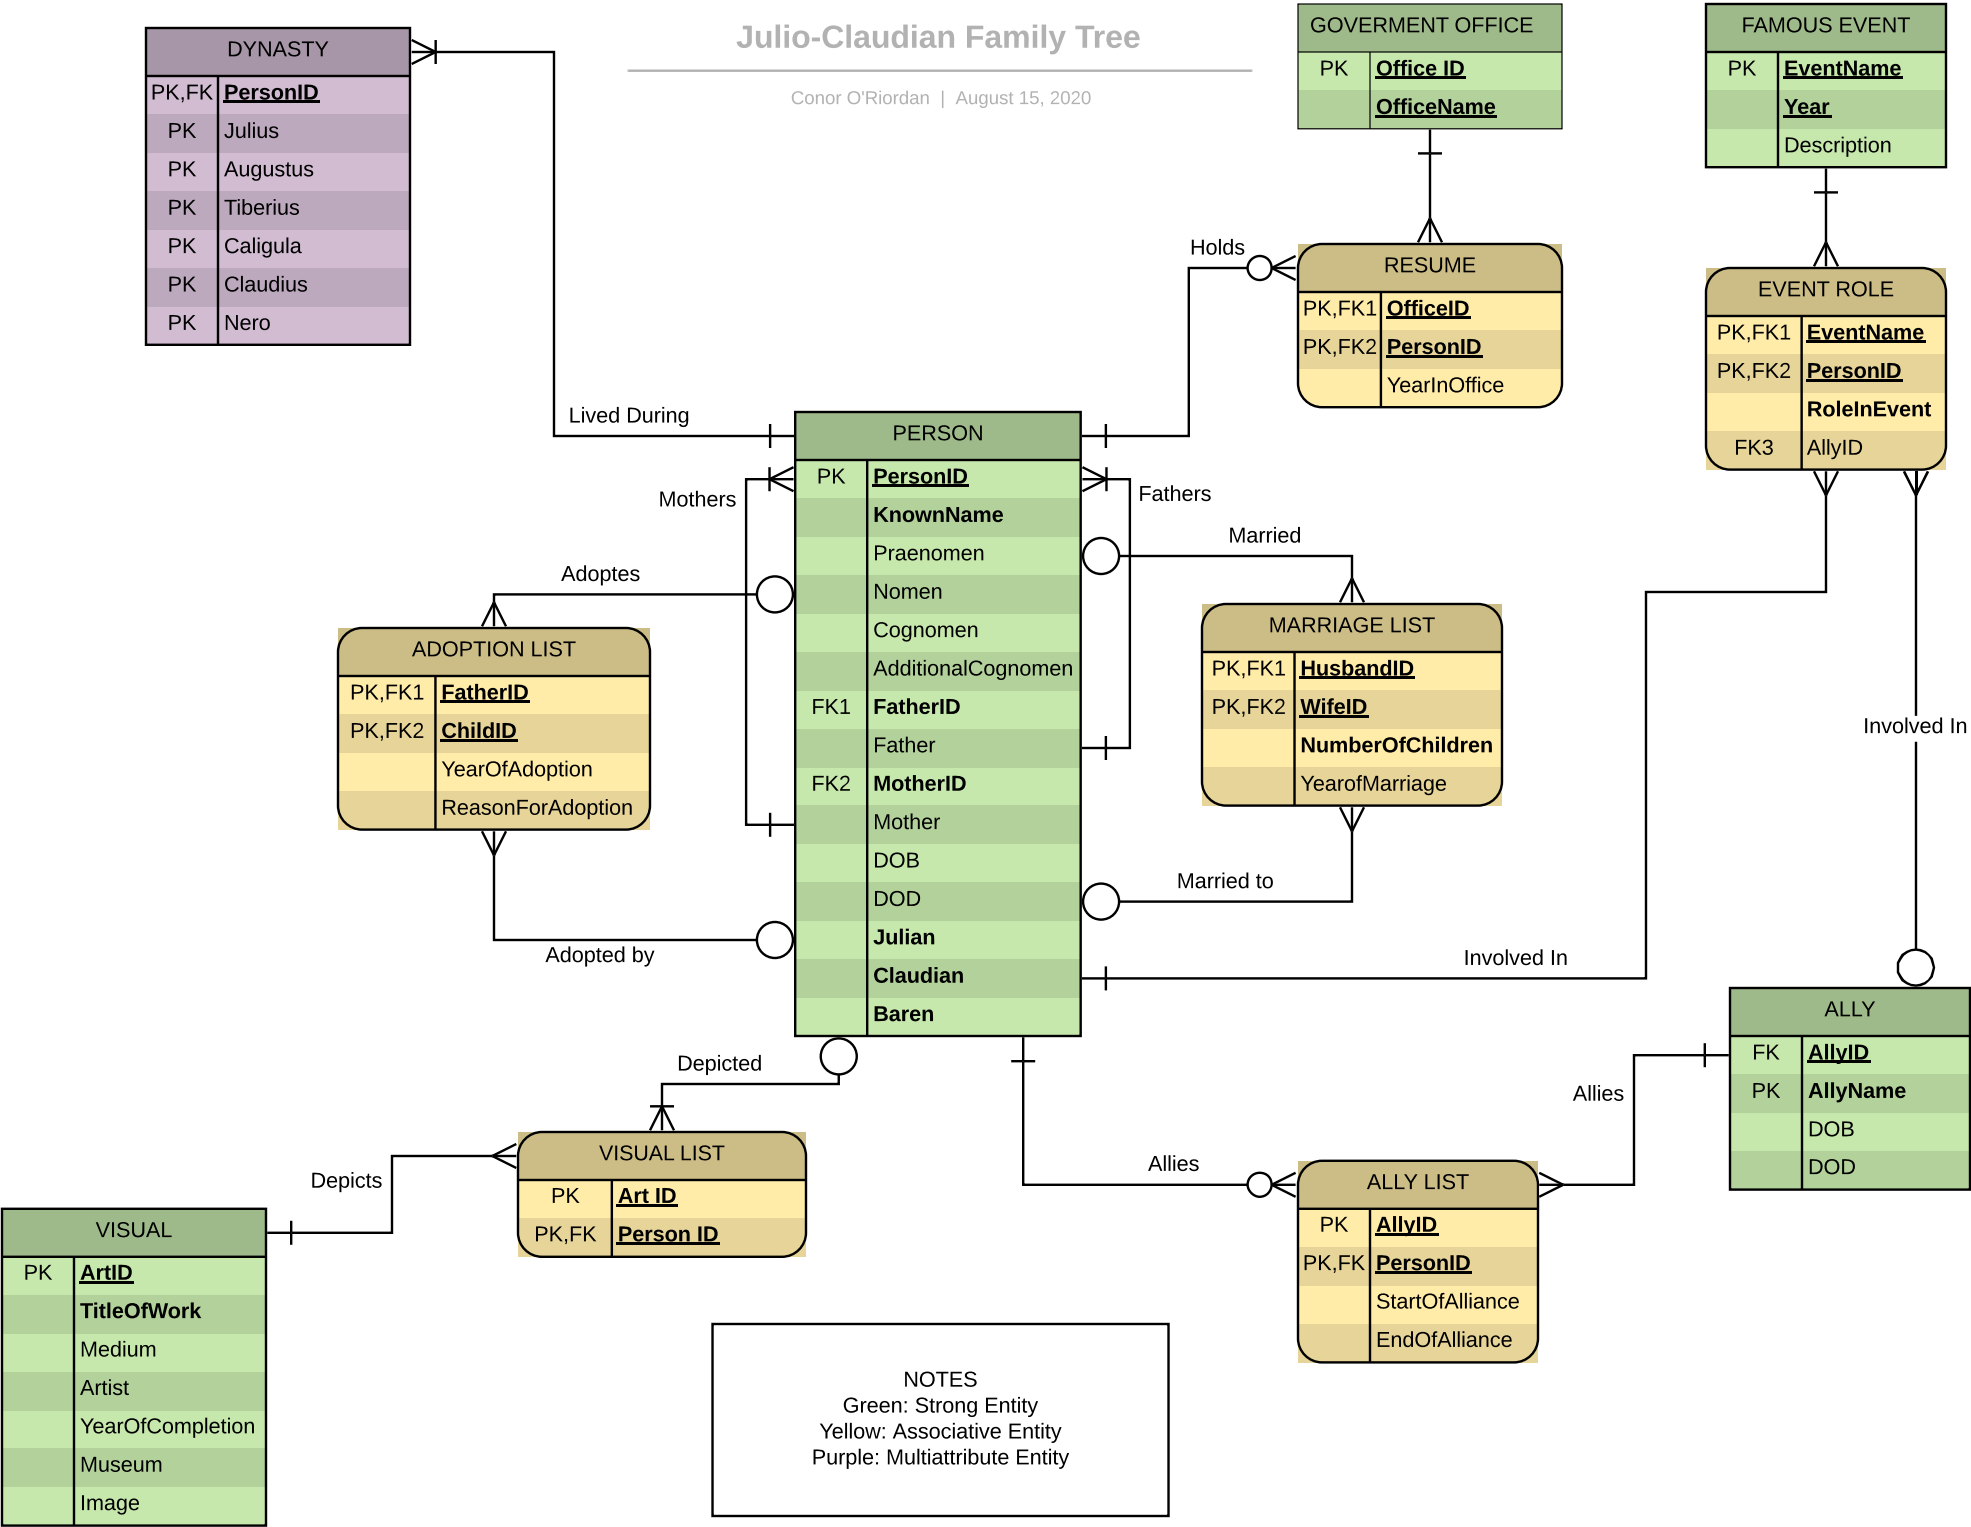 Julio-Claudian Family Tree
Conor O'Riordan | August 15, 2020
DYNASTY
PK,FK PersonID
PK Julius
PK Augustus
PK Tiberius
PK Caligula
PK Claudius
PK Nero
GOVERMENT OFFICE
PK Office ID
OfficeName
FAMOUS EVENT
PK EventName
Year
Description
Holds
RESUME
PK,FK1 OfficeID
PK,FK2 PersonID
YearInOffice
EVENT ROLE
PK,FK1 EventName
PK,FK2 PersonID
RoleInEvent
FK3 AllyID
Lived During
PERSON
PK PersonID
KnownName
Praenomen
Nomen
Cognomen
AdditionalCognomen
FK1 FatherID
Father
FK2 MotherID
Mother
DOB
DOD
Julian
Claudian
Baren
Mothers
Fathers
Married
Adoptes
ADOPTION LIST
PK,FK1 FatherID
PK,FK2 ChildID
YearOfAdoption
ReasonForAdoption
MARRIAGE LIST
PK,FK1 HusbandID
PK,FK2 WifeID
NumberOfChildren
YearofMarriage
Involved In
Married to
Adopted by
Involved In
ALLY
FK AllyID
PK AllyName
DOB
DOD
Depicted
Allies
Allies
VISUAL LIST
PK Art ID
PK,FK Person ID
Depicts
ALLY LIST
PK AllyID
PK,FK PersonID
StartOfAlliance
EndOfAlliance
VISUAL
PK ArtID
TitleOfWork
Medium
Artist
YearOfCompletion
Museum
Image
NOTES
Green: Strong Entity
Yellow: Associative Entity
Purple: Multiattribute Entity